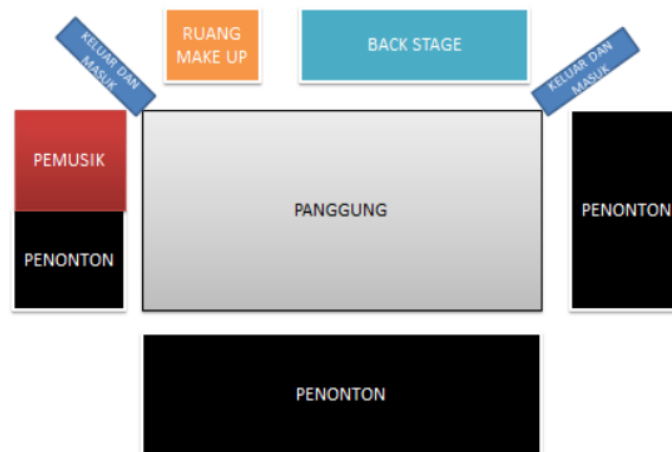 RUANG
MAKE UP
BACK STAGE
KELUAR DAN
MASUK
KELUAR DAN
MASUK
PEMUSIK
PANGGUNG
PENONTON
PENONTON
PENONTON